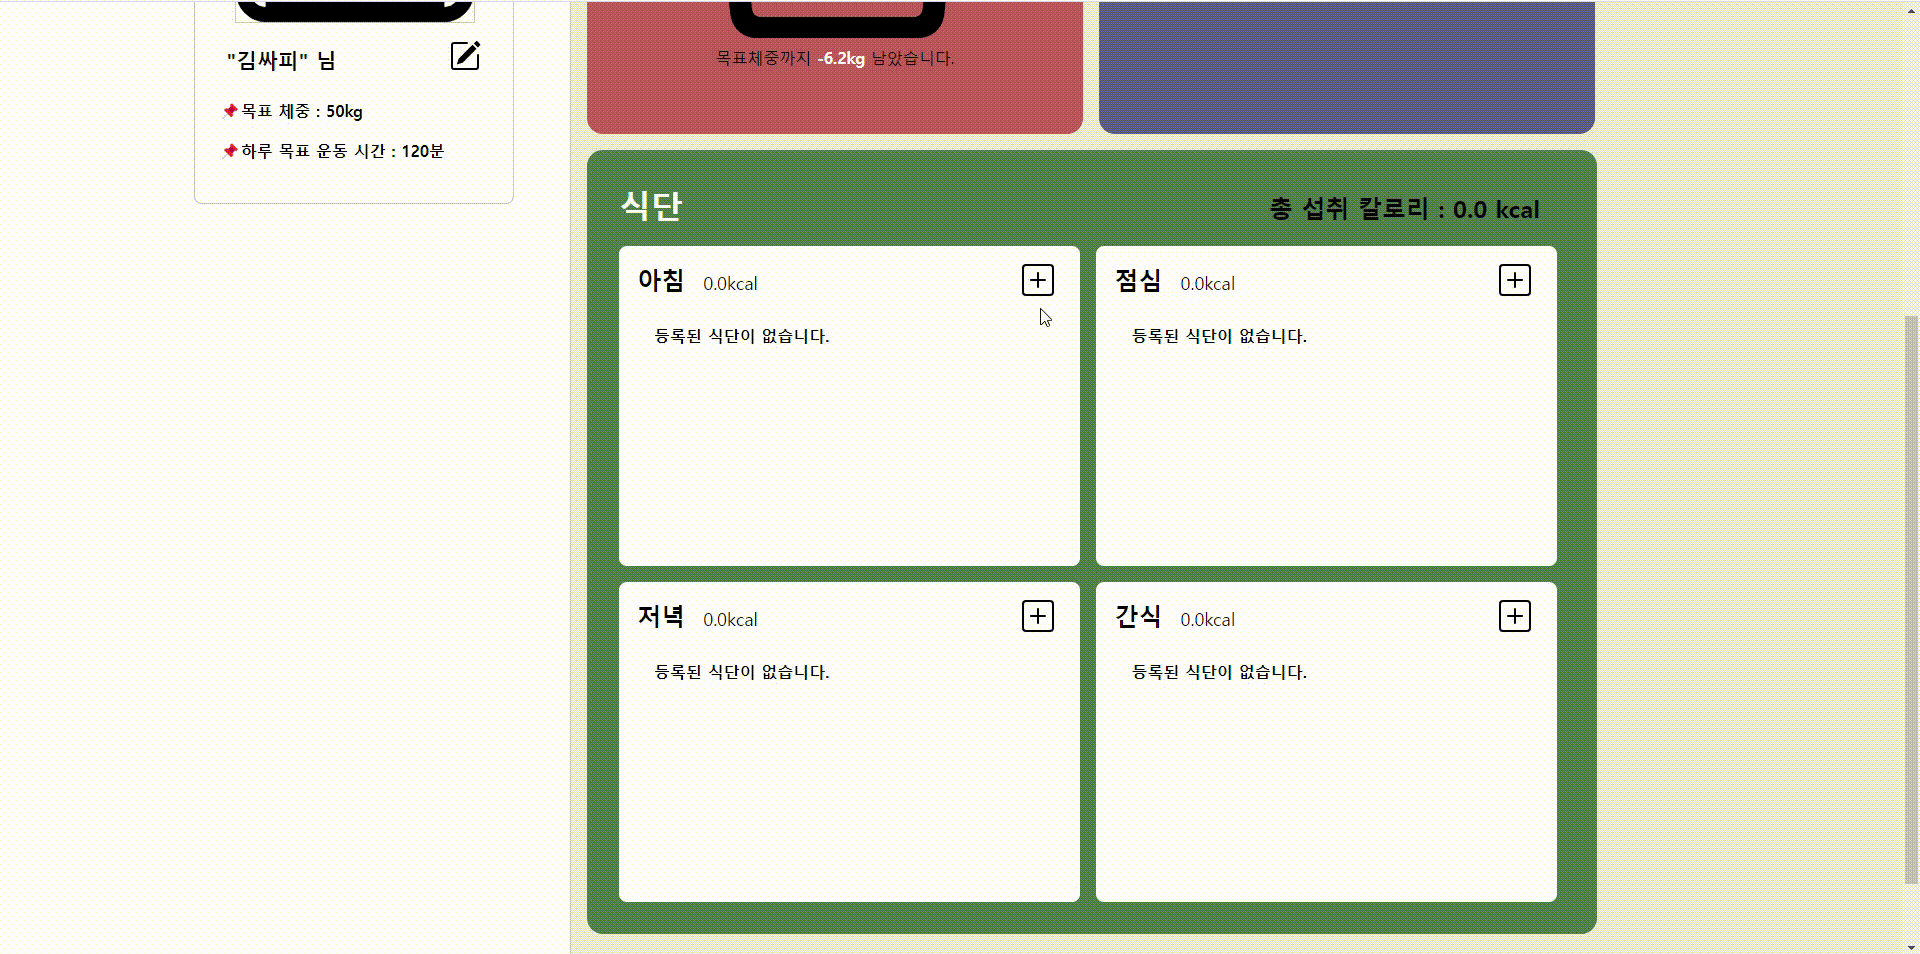 "김싸피" 님
📌목표 체중 : 50kg
📌하루 목표 운동 시간 : 120분
목표체중까지 -6.2kg 남았습니다.
식단
총 섭취 칼로리 : 0.0 kcal
아침 0.0kcal
등록된 식단이 없습니다.
점심 0.0kcal
등록된 식단이 없습니다.
저녁 0.0kcal
등록된 식단이 없습니다.
간식 0.0kcal
등록된 식단이 없습니다.